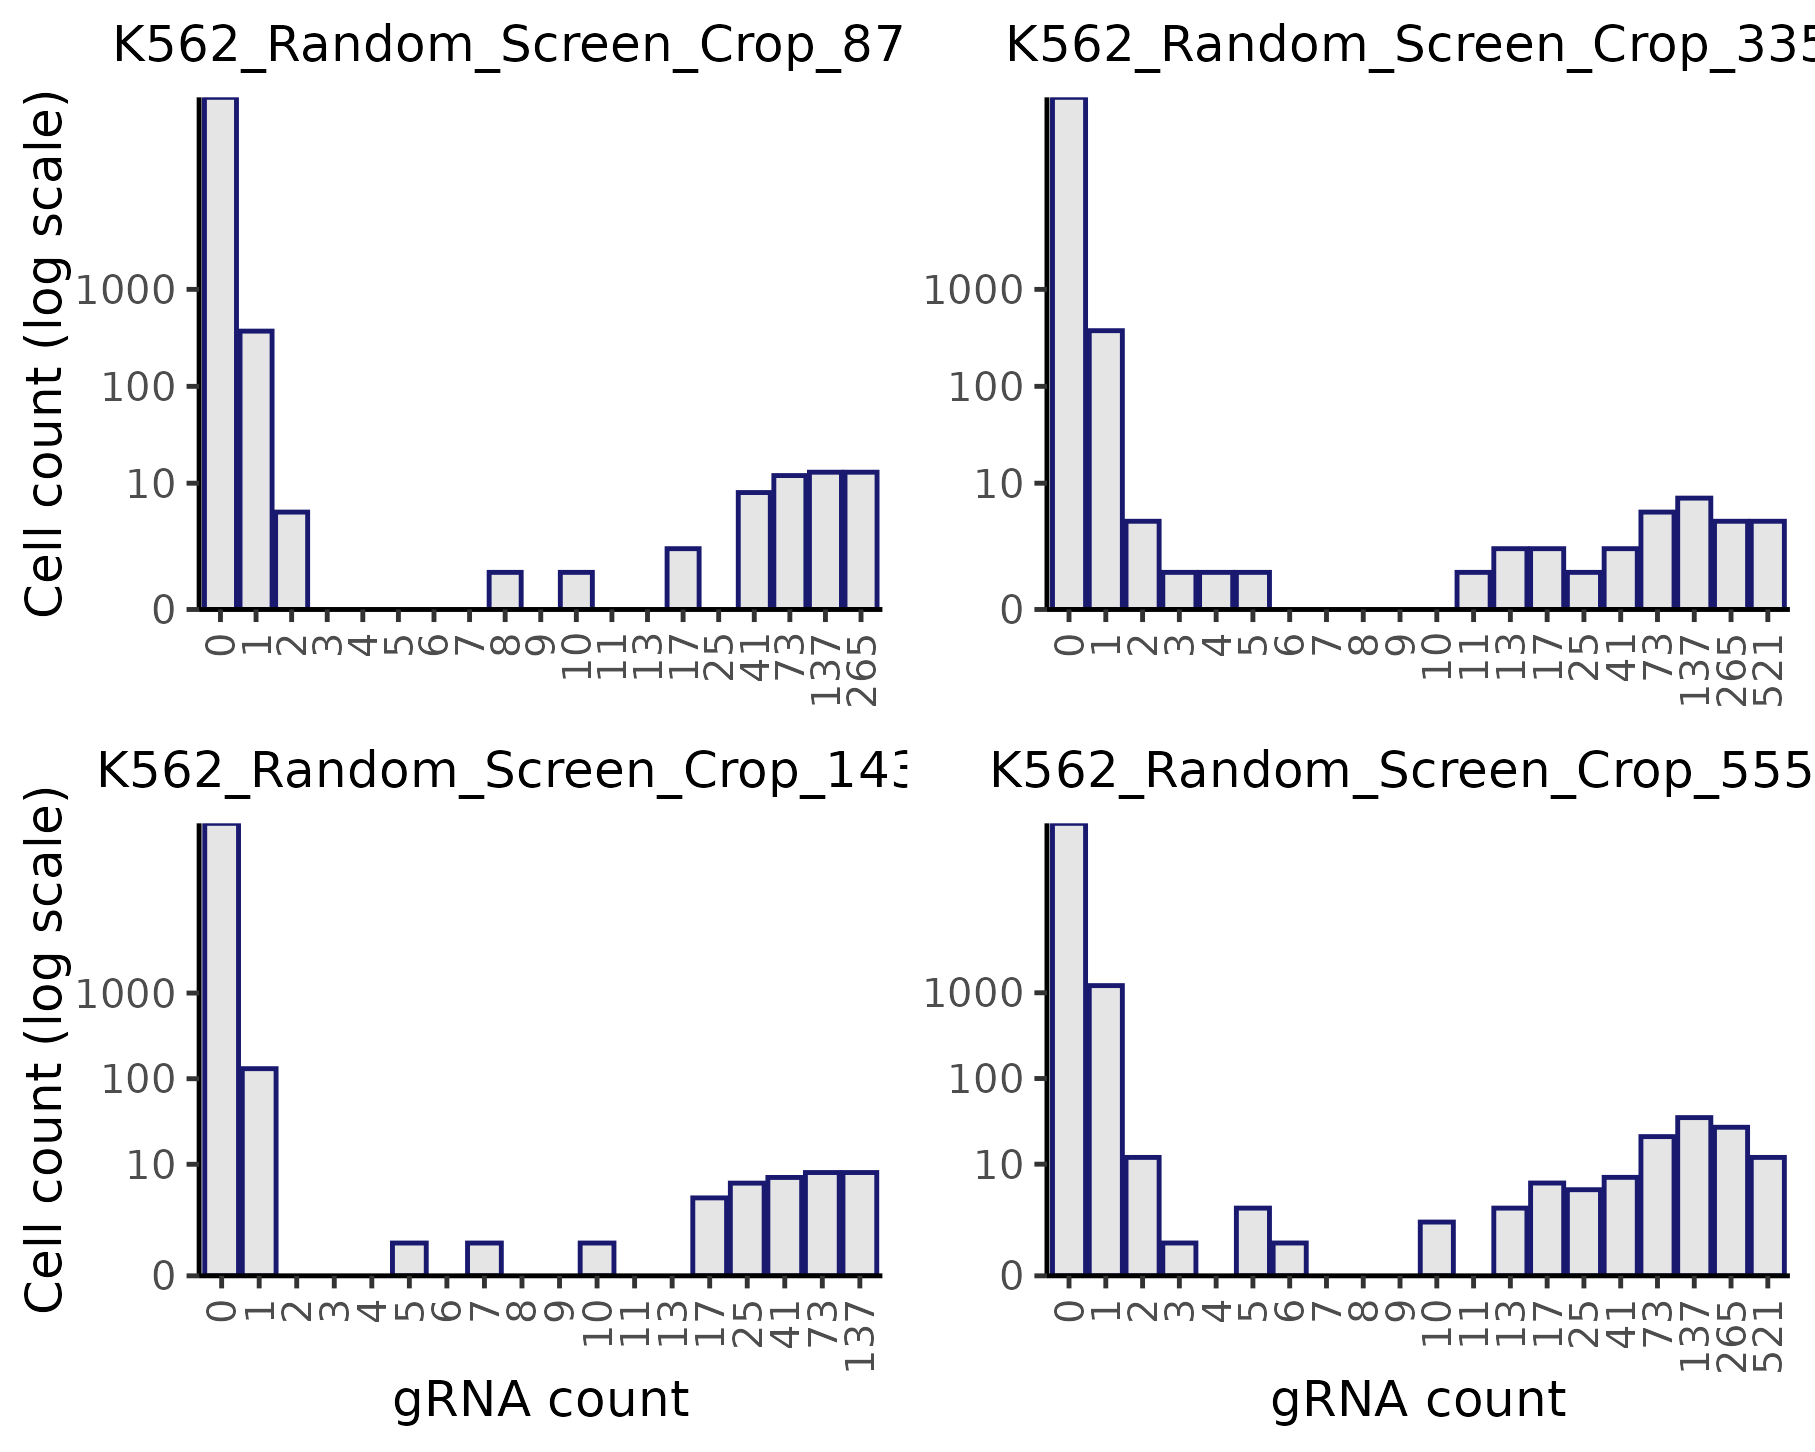 K562_Random_Screen_Crop_87
K562_Random_Screen_Crop_335
Cell count (log scale)
1000
100
10
0
0 1 2 3 4 5 6 7 8 9 10 11 13 17 25 41 73 137 265
1000
100
10
0
0 1 2 3 4 5 6 7 8 9 10 11 13 17 25 41 73 137 265 521
K562_Random_Screen_Crop_143
K562_Random_Screen_Crop_555
Cell count (log scale)
1000
100
10
0
0 1 2 3 4 5 6 7 8 9 10 11 13 17 25 41 73 137
gRNA count
1000
100
10
0
0 1 2 3 4 5 6 7 8 9 10 11 13 17 25 41 73 137 265 521
gRNA count